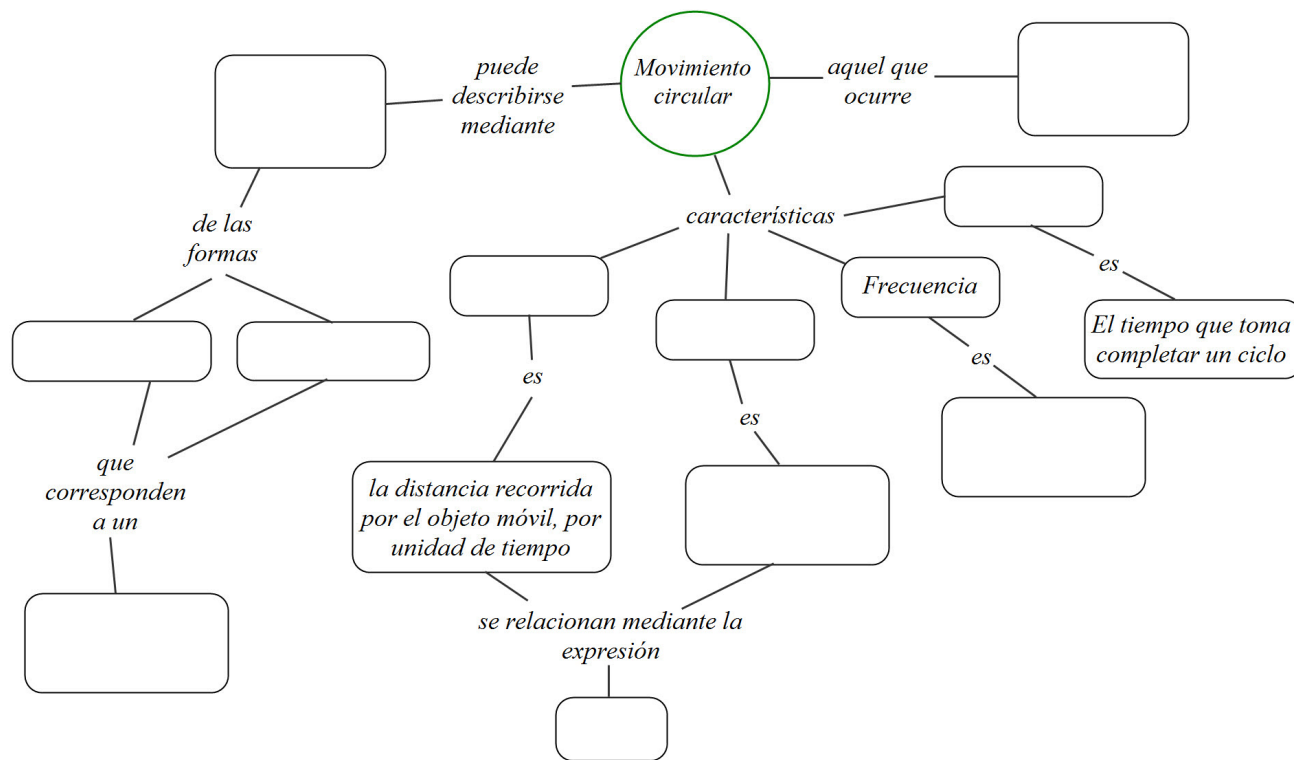 puede
describirse
mediante
Movimiento
circular
aquel que
ocurre
de las
formas
características
es
Frecuencia
El tiempo que toma
completar un ciclo
es
es
es
que
corresponden
a un
la distancia recorrida
por el objeto móvil, por
unidad de tiempo
se relacionan mediante la
expresión